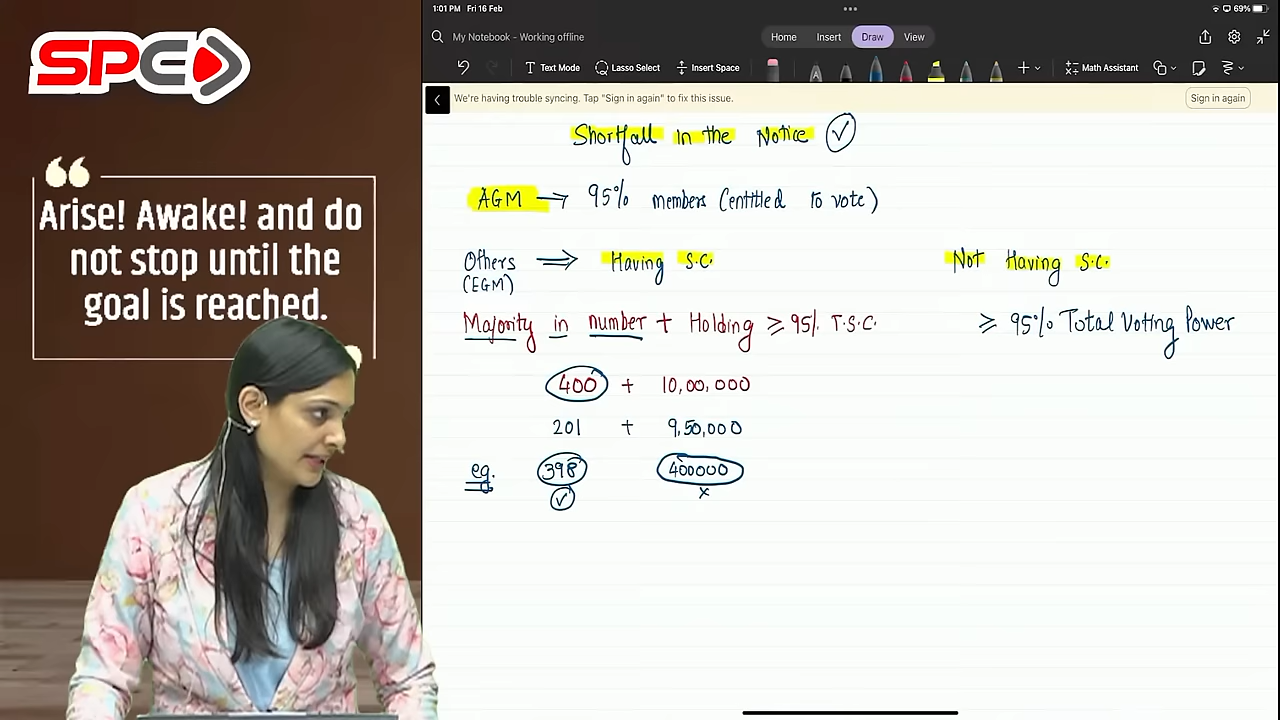 SPC
“
Arise! Awake! and do
not stop until the
goal is reached.
1:01 PM Fri 16 Feb
69%
My Notebook - Working offline
Home Insert Draw View
Text Mode Lasso Select Insert Space Math Assistant
We're having trouble syncing. Tap "Sign in again" to fix this issue. Sign in again
Shortfall in the Notice ✓
AGM → 95% members (entitled to vote)
Others ⇒ Having S.C. Not Having S.C.
(EGM)
Majority in number + Holding ≥ 95% T.S.C. ≥ 95% Total Voting Power
400 + 10,00,000
201 + 9,50,000
eg. 398 400000
✓ x